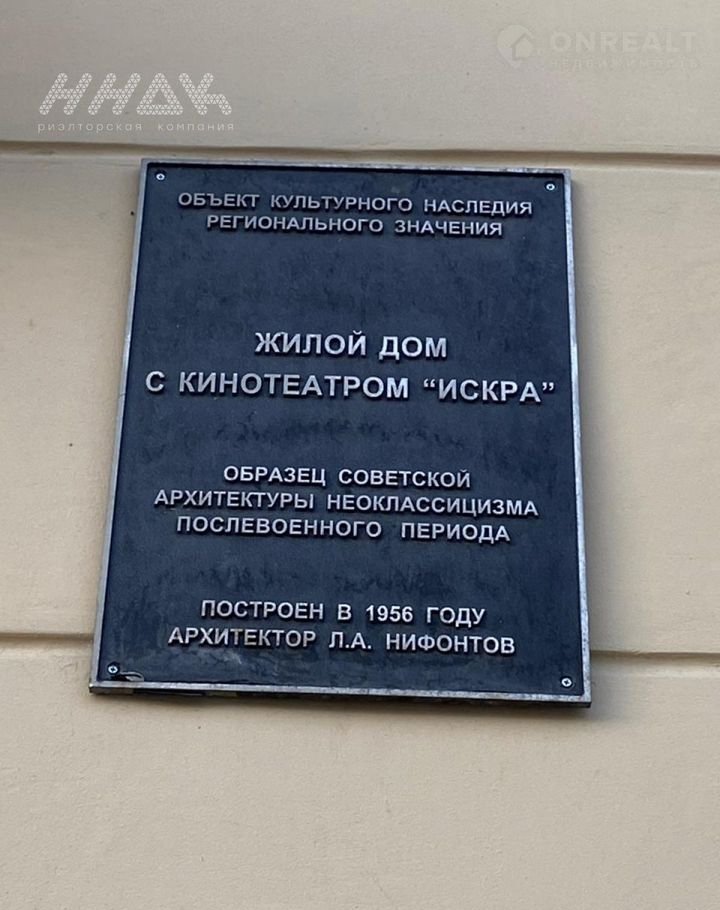 ONREALT
НЕДВИЖИМОСТЬ
ННДК
риэлторская компания
ОБЪЕКТ КУЛЬТУРНОГО НАСЛЕДИЯ
РЕГИОНАЛЬНОГО ЗНАЧЕНИЯ
ЖИЛОЙ ДОМ
С КИНОТЕАТРОМ “ИСКРА”
ОБРАЗЕЦ СОВЕТСКОЙ
АРХИТЕКТУРЫ НЕОКЛАССИЦИЗМА
ПОСЛЕВОЕННОГО ПЕРИОДА
ПОСТРОЕН В 1956 ГОДУ
АРХИТЕКТОР Л.А. НИФОНТОВ